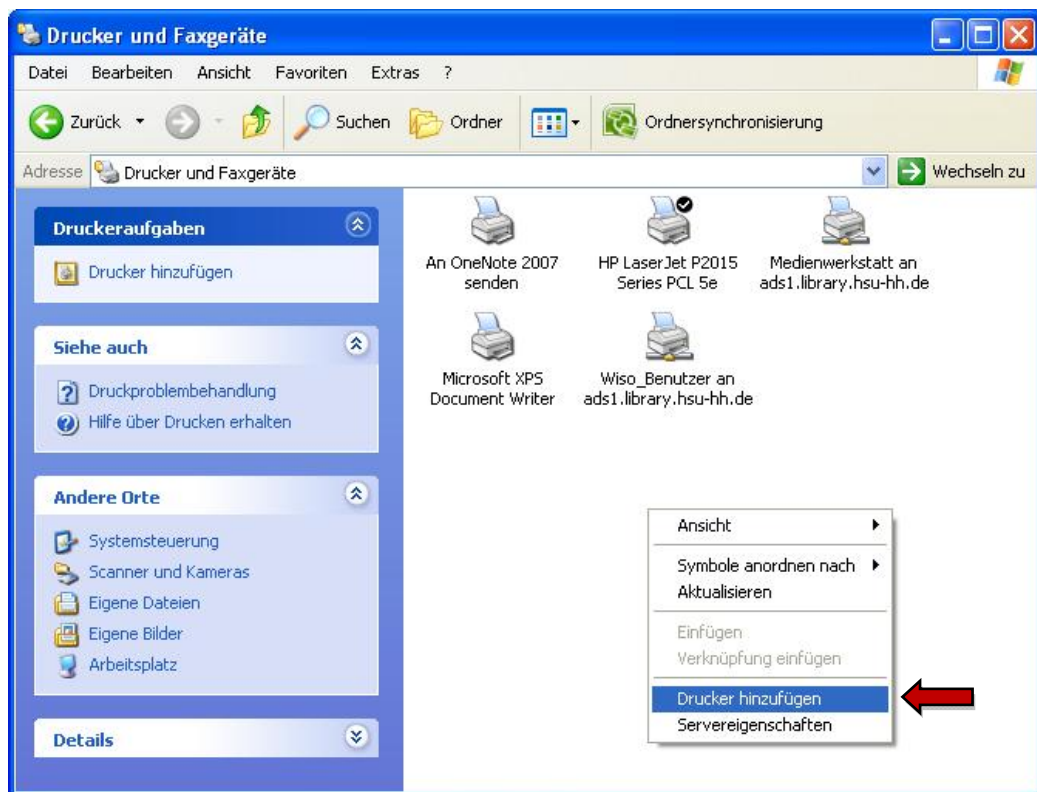 Drucker und Faxgeräte
Datei Bearbeiten Ansicht Favoriten Extras ?
Zurück Suchen Ordner Ordnersynchronisierung
Adresse Drucker und Faxgeräte Wechseln zu
Druckeraufgaben
Drucker hinzufügen
Siehe auch
Druckproblembehandlung
Hilfe über Drucken erhalten
Andere Orte
Systemsteuerung
Scanner und Kameras
Eigene Dateien
Eigene Bilder
Arbeitsplatz
Details
An OneNote 2007
senden
HP LaserJet P2015
Series PCL 5e
Medienwerkstatt an
ads1.library.hsu-hh.de
Microsoft XPS
Document Writer
Wiso_Benutzer an
ads1.library.hsu-hh.de
Ansicht
Symbole anordnen nach
Aktualisieren
Einfügen
Verknüpfung einfügen
Drucker hinzufügen
Servereigenschaften